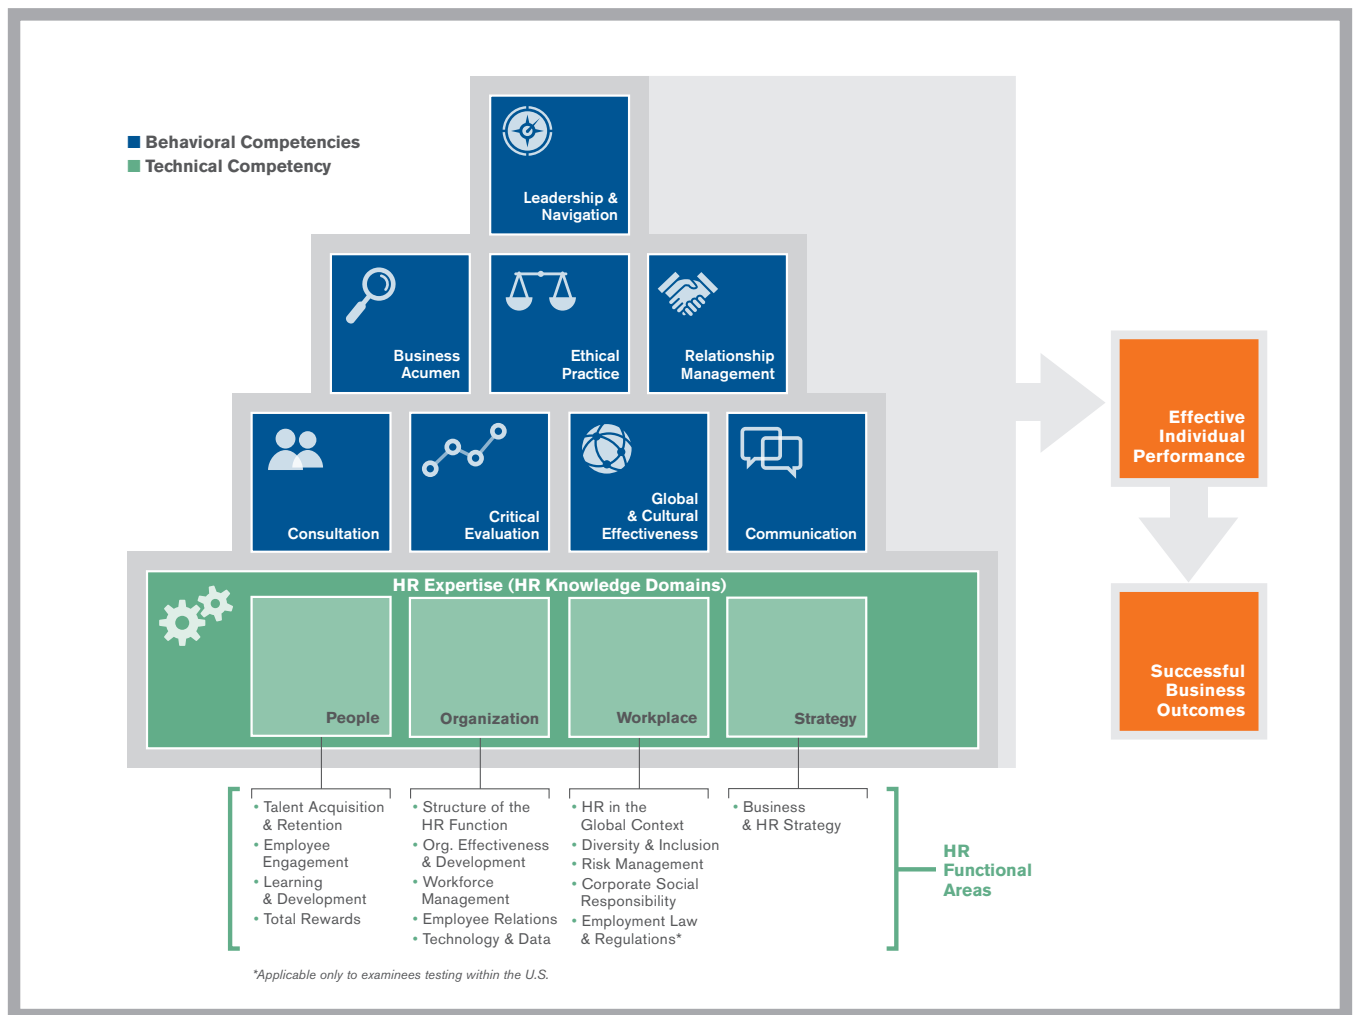 Behavioral Competencies
Technical Competency
Leadership &
Navigation
Business
Acumen
Ethical
Practice
Relationship
Management
Consultation
Critical
Evaluation
Global
& Cultural
Effectiveness
Communication
HR Expertise (HR Knowledge Domains)
People
Organization
Workplace
Strategy
• Talent Acquisition
& Retention
• Employee
Engagement
• Learning
& Development
• Total Rewards
• Structure of the
HR Function
• Org. Effectiveness
& Development
• Workforce
Management
• Employee Relations
• Technology & Data
• HR in the
Global Context
• Diversity & Inclusion
• Risk Management
• Corporate Social
Responsibility
• Employment Law
& Regulations*
• Business
& HR Strategy
HR
Functional
Areas
*Applicable only to examinees testing within the U.S.
Effective
Individual
Performance
Successful
Business
Outcomes